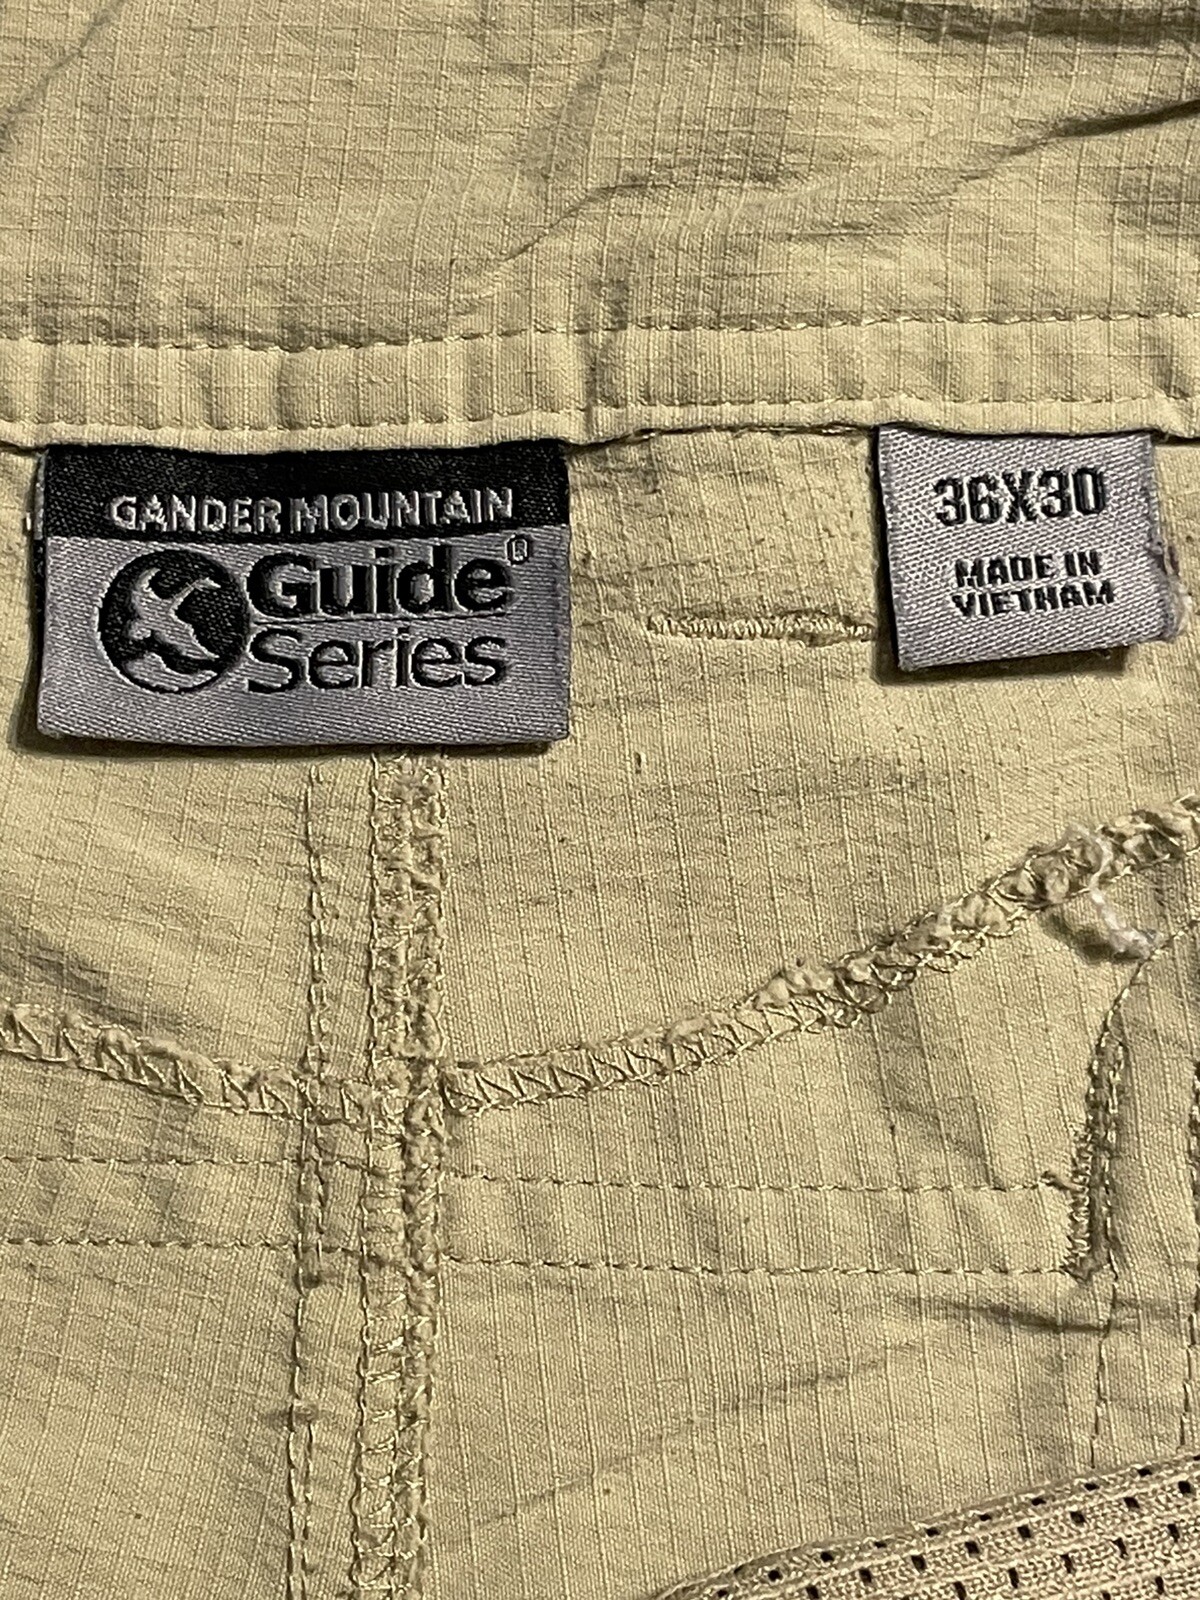 GANDER MOUNTAIN
Guide®
Series
36X30
MADE IN
VIETNAM